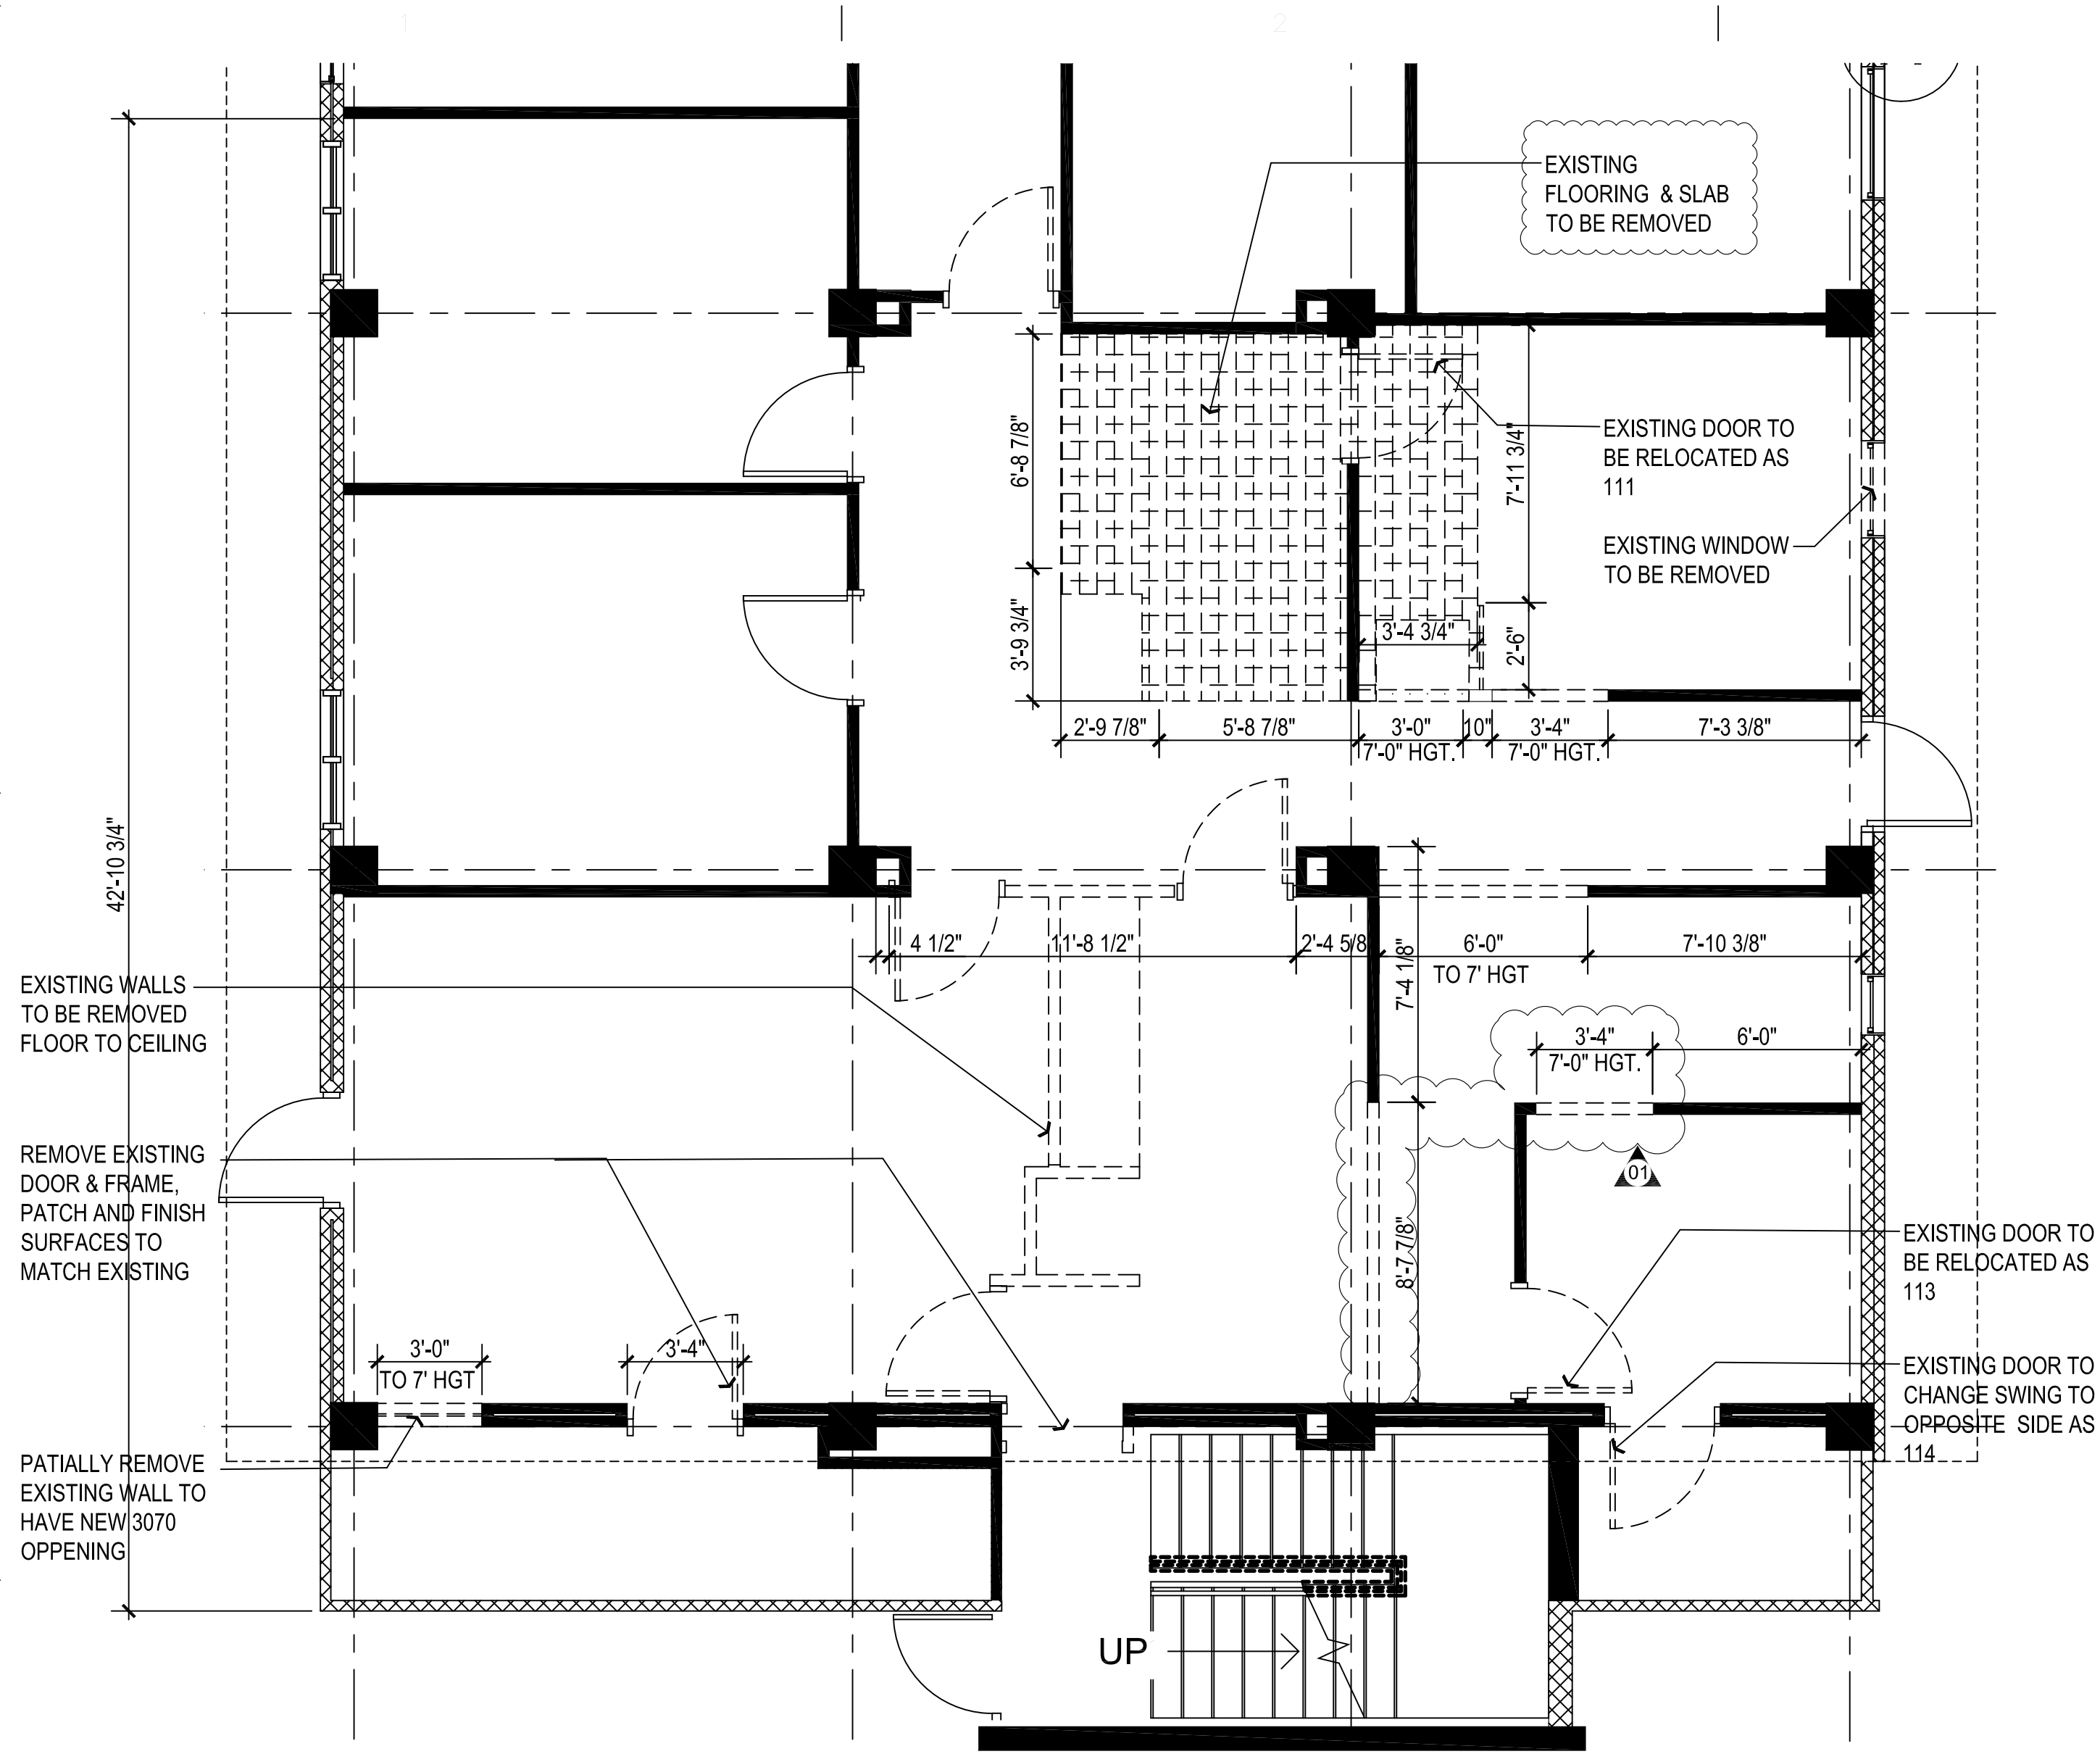 1
2
EXISTING
FLOORING & SLAB
TO BE REMOVED
6'-8 7/8"
7'-11 3/4"
EXISTING DOOR TO
BE RELOCATED AS
111
EXISTING WINDOW
TO BE REMOVED
3'-9 3/4"
3'-4 3/4"
2'-6"
2'-9 7/8"
5'-8 7/8"
3'-0"
10"
3'-4"
7'-3 3/8"
7'-0" HGT.
7'-0" HGT.
42'-10 3/4"
4 1/2"
11'-8 1/2"
2'-4 5/8
7'-4 1/8"
6'-0"
7'-10 3/8"
TO 7' HGT
EXISTING WALLS
TO BE REMOVED
FLOOR TO CEILING
3'-4"
6'-0"
7'-0" HGT.
REMOVE EXISTING
DOOR & FRAME,
PATCH AND FINISH
SURFACES TO
MATCH EXISTING
01
8'-7 7/8"
EXISTING DOOR TO
BE RELOCATED AS
113
3'-0"
TO 7' HGT
3'-4"
EXISTING DOOR TO
CHANGE SWING TO
OPPOSITE SIDE AS
114
PATIALLY REMOVE
EXISTING WALL TO
HAVE NEW 3070
OPPENING
UP